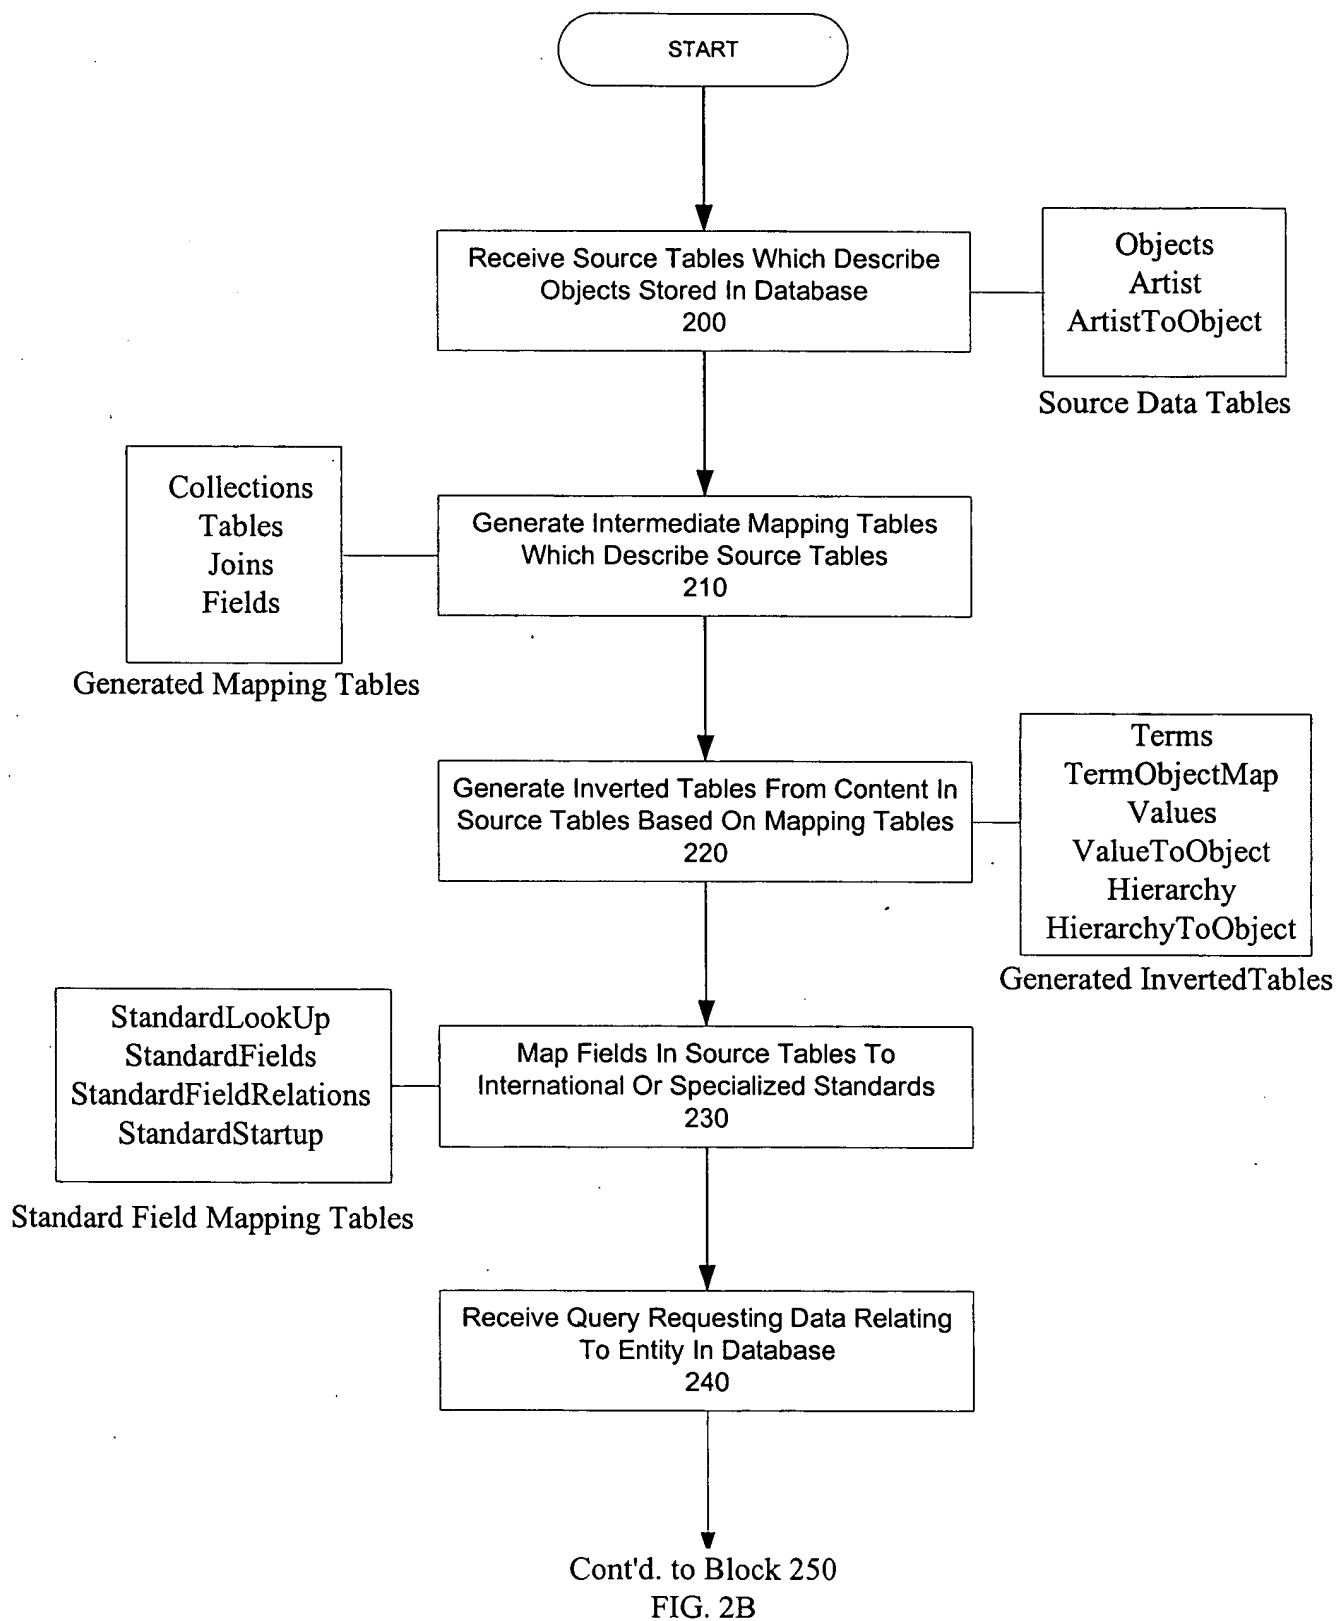 START
Receive Source Tables Which Describe
Objects Stored In Database
200
Objects
Artist
ArtistToObject
Source Data Tables
Collections
Tables
Joins
Fields
Generated Mapping Tables
Generate Intermediate Mapping Tables
Which Describe Source Tables
210
Generate Inverted Tables From Content In
Source Tables Based On Mapping Tables
220
Terms
TermObjectMap
Values
ValueToObject
Hierarchy
HierarchyToObject
Generated InvertedTables
StandardLookUp
StandardFields
StandardFieldRelations
StandardStartup
Standard Field Mapping Tables
Map Fields In Source Tables To
International Or Specialized Standards
230
Receive Query Requesting Data Relating
To Entity In Database
240
Cont'd. to Block 250
FIG. 2B